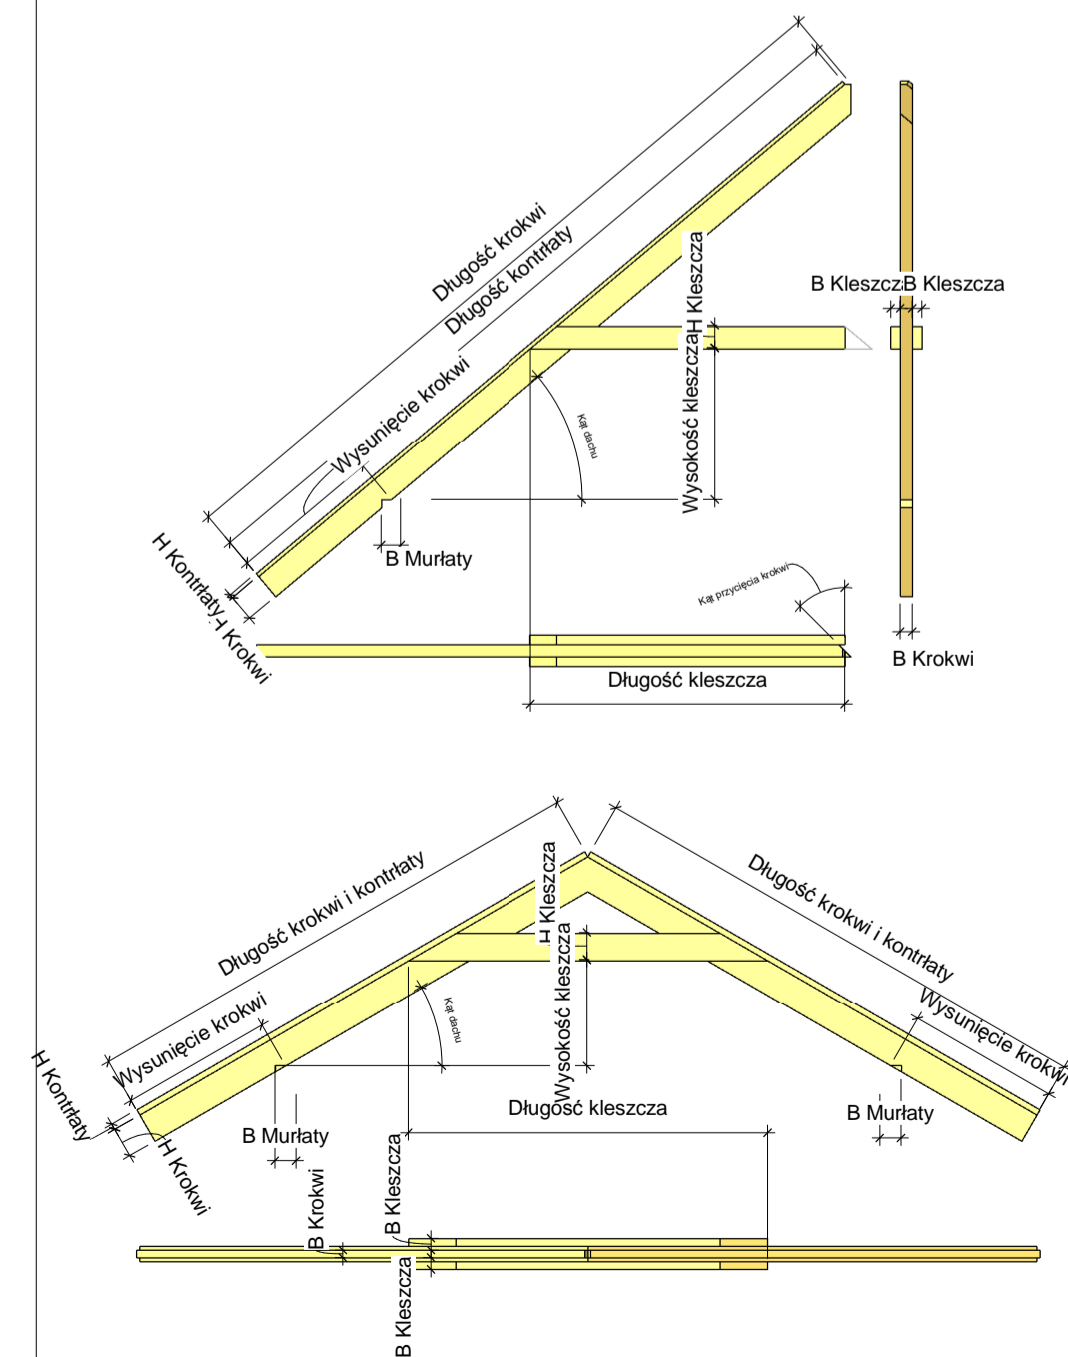 Długość krokwi
Długość kontrłaty
Wysunięcie krokwi
H Kleszcza
Wysokość kleszcza
B Kleszcza
B Kleszcza
Kąt dachu
B Murłaty
H Kontrłaty
H Krokwi
Kąt przycięcia krokwi
B Krokwi
Długość kleszcza
Długość krokwi i kontrłaty
Długość krokwi i kontrłaty
H Kleszcza
Wysokość kleszcza
Wysunięcie krokwi
Wysunięcie krokwi
Kąt dachu
H Kontrłaty
H Krokwi
B Murłaty
Długość kleszcza
B Murłaty
B Krokwi
B Kleszcza
B Kleszcza